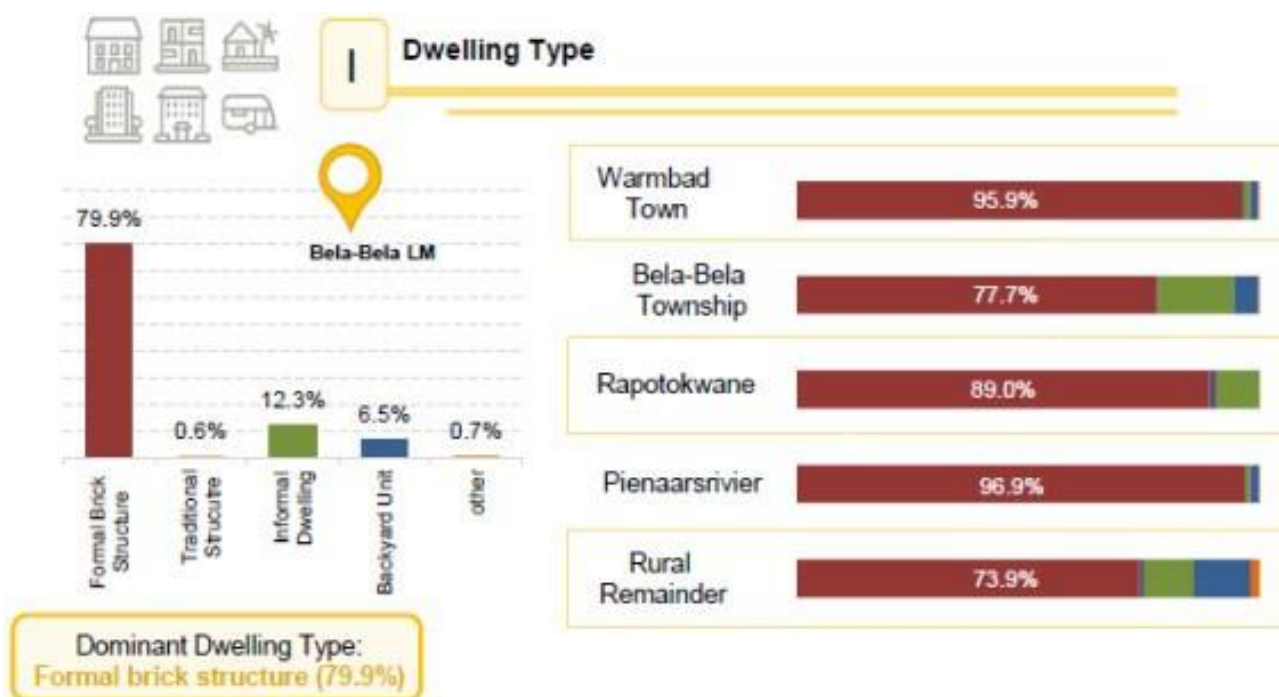 I
Dwelling Type
Bela-Bela LM
79.9%
0.6%
12.3%
6.5%
0.7%
Formal Brick
Structure
Traditional
Strucutre
Informal
Dwelling
Backyard Unit
other
Dominant Dwelling Type:
Formal brick structure (79.9%)
Warmbad
Town
95.9%
Bela-Bela
Township
77.7%
Rapotokwane
89.0%
Pienaarsrivier
96.9%
Rural
Remainder
73.9%